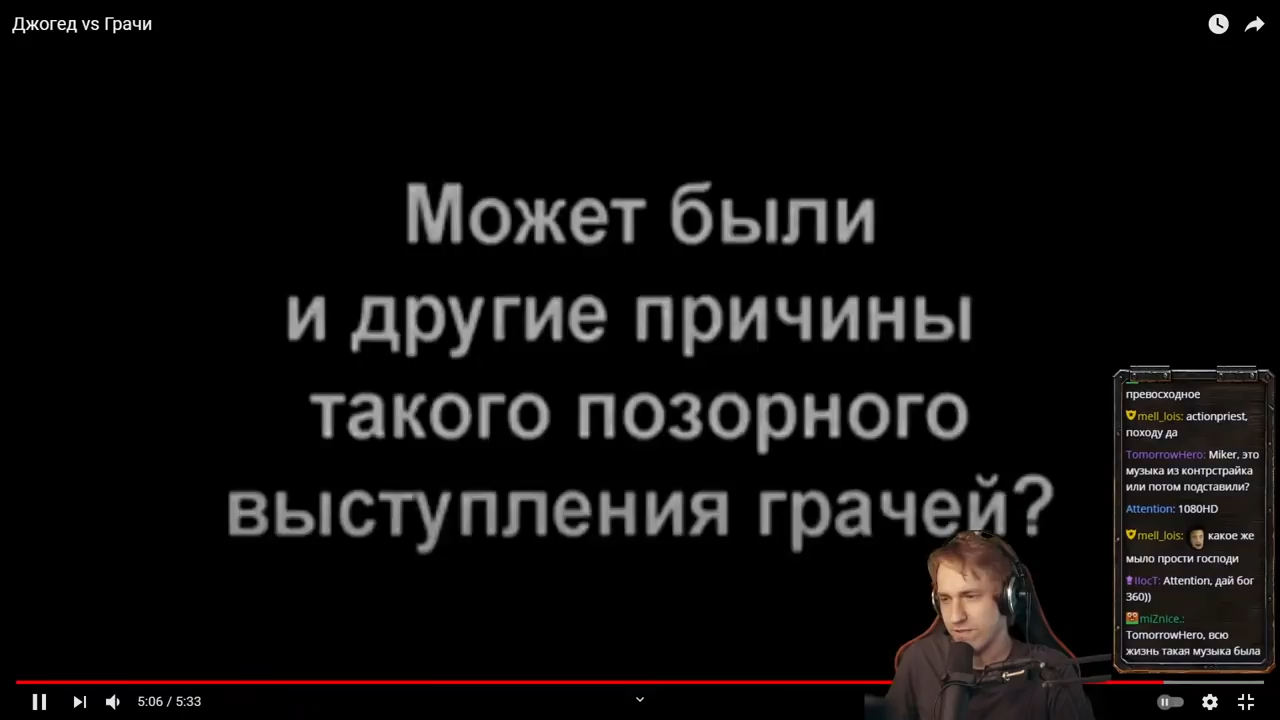 Джогед vs Грачи
Может были
и другие причины
такого позорного
выступления грачей?
превосходное
mell_lois: actionpriest,
походу да
TomorrowHero: Miker, это
музыка из контрстрайка
или потом подставили?
Attention: 1080HD
mell_lois: какое же
мыло прости господи
IIocT: Attention, дай бог
360))
miZnIce.:
TomorrowHero, всю
жизнь такая музыка была
5:06 / 5:33